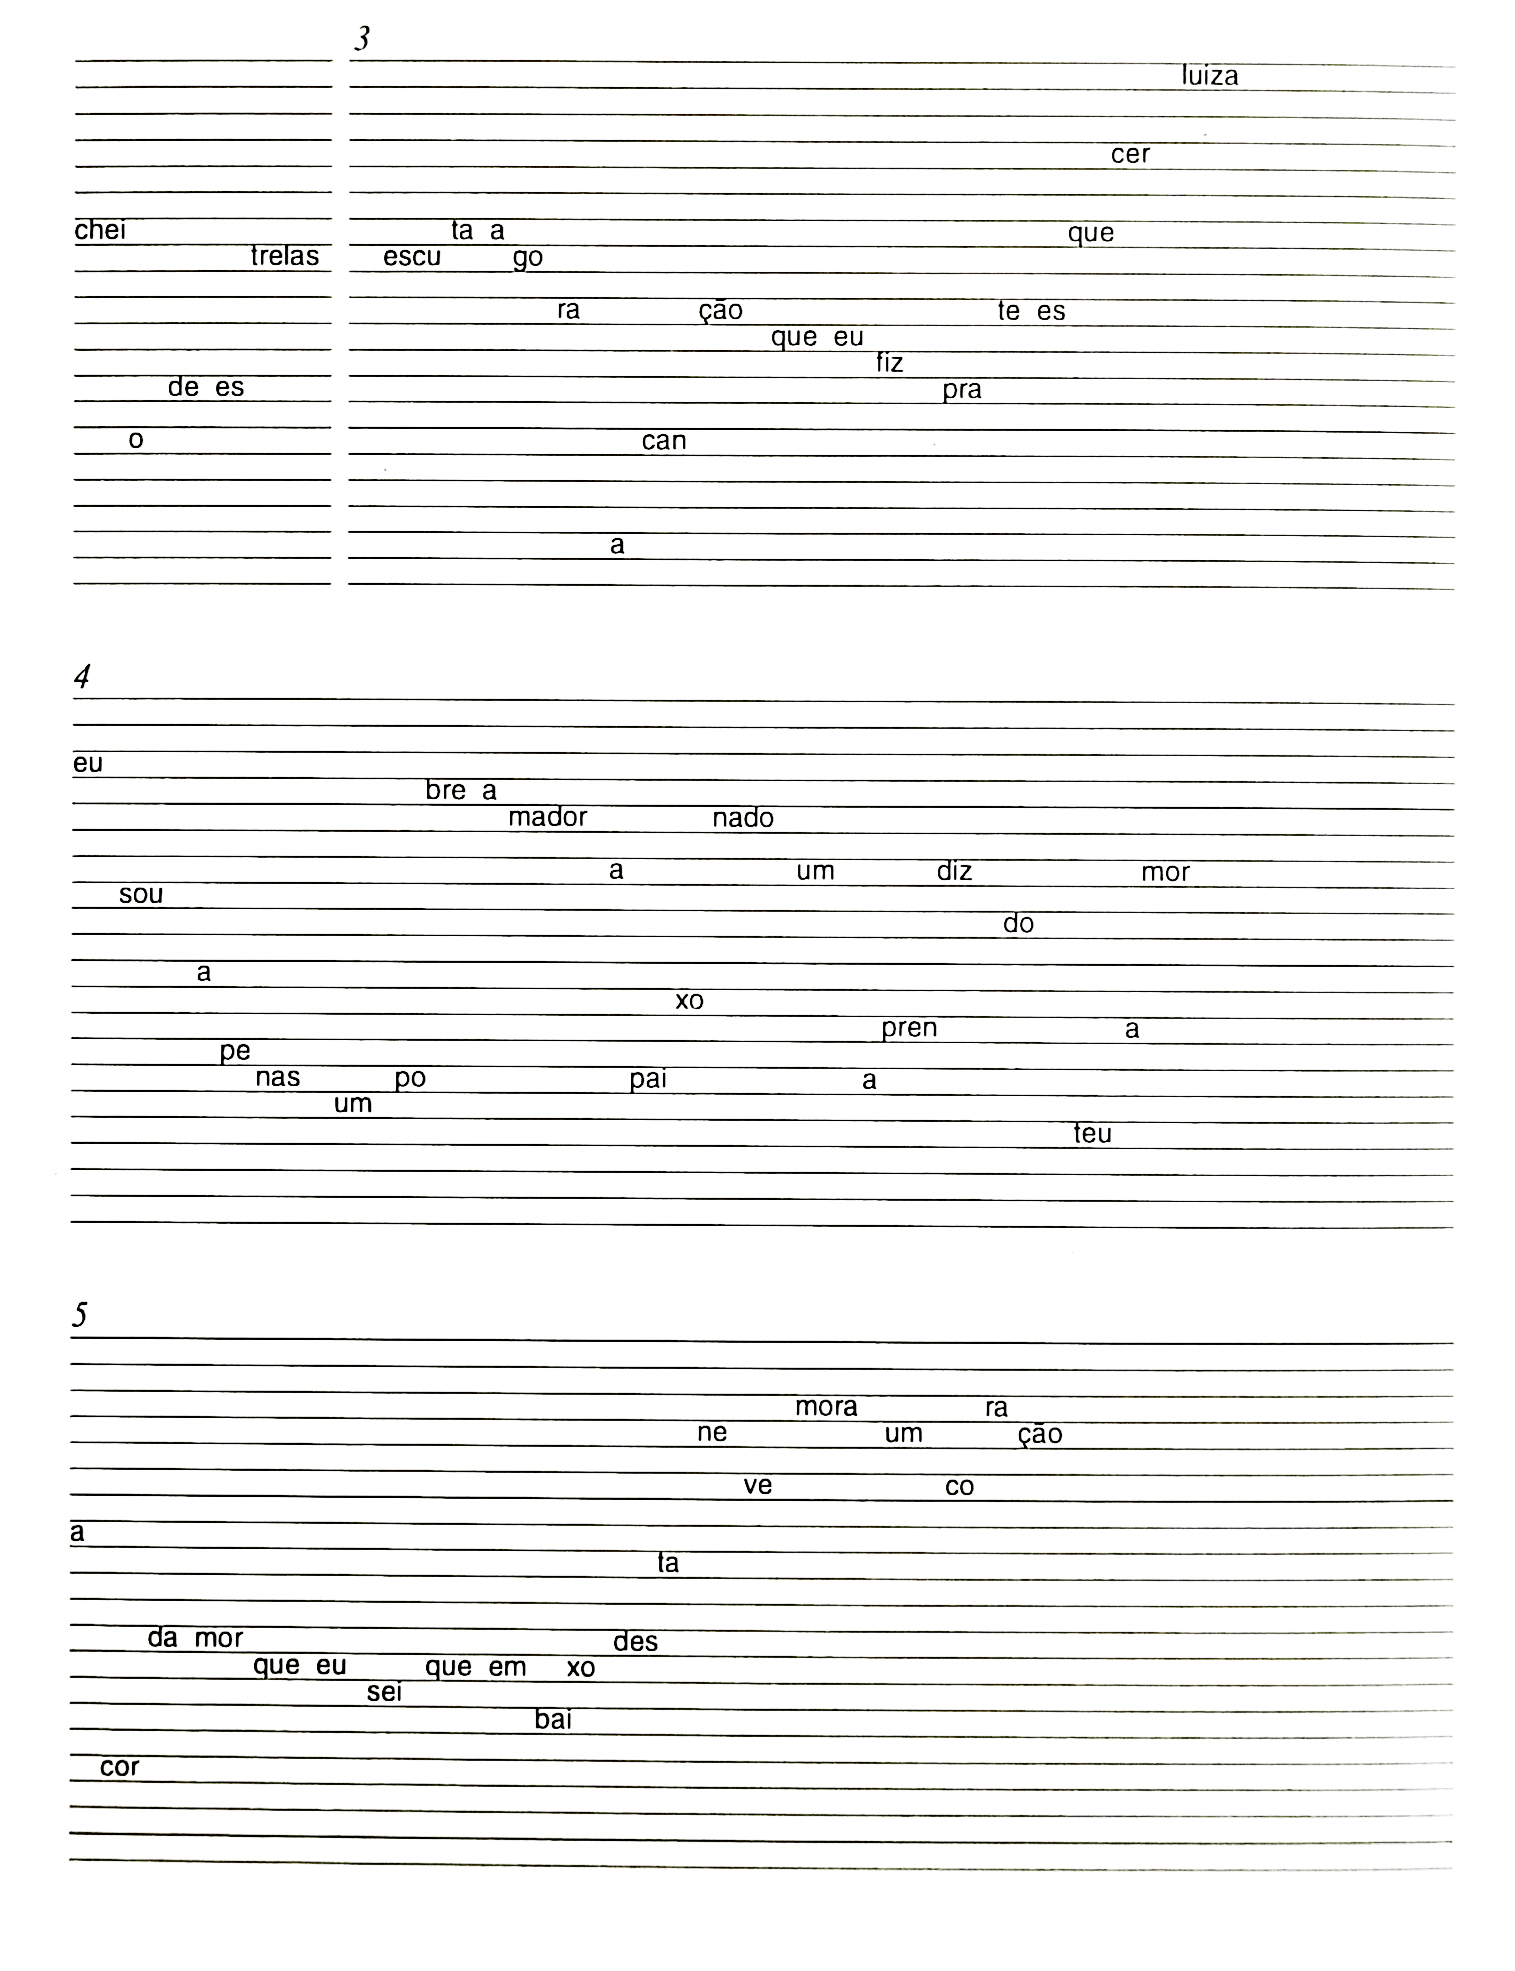 3
luiza
cer
chei ta a que
trelas escu go
ra ção te es
que eu
fiz
de es pra
o can
a
4
eu
bre a
mador nado
a um diz mor
sou
do
a
xo
pren a
pe
nas po pai a
um
teu
5
mora ra
ne um ção
ve co
a
ta
da mor des
que eu que em xo
sei
bai
cor